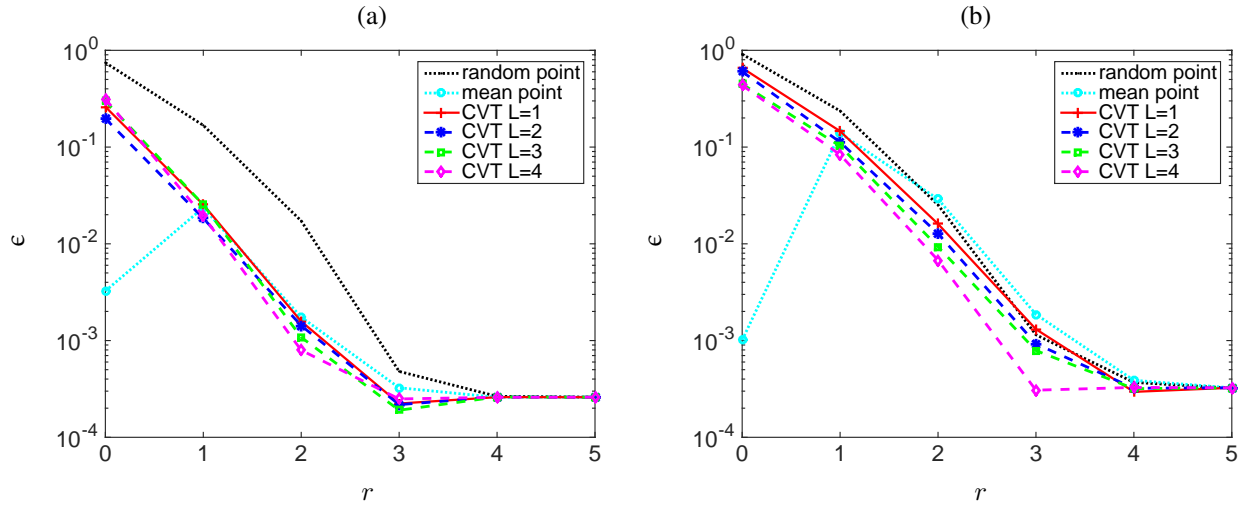 (a)
10^0
10^-1
10^-2
10^-3
10^-4
ϵ
0 1 2 3 4 5
r
random point
mean point
CVT L=1
CVT L=2
CVT L=3
CVT L=4
(b)
10^0
10^-1
10^-2
10^-3
10^-4
ϵ
0 1 2 3 4 5
r
random point
mean point
CVT L=1
CVT L=2
CVT L=3
CVT L=4